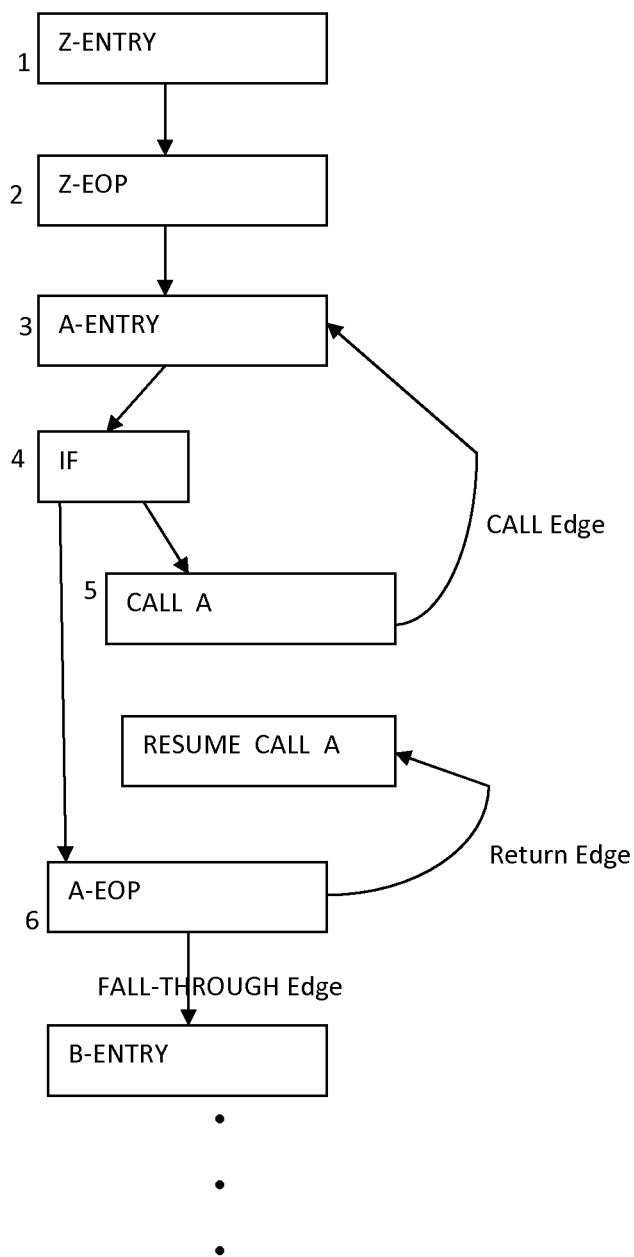 Z-ENTRY
1
Z-EOP
2
A-ENTRY
3
IF
4
CALL Edge
5
CALL A
RESUME CALL A
Return Edge
A-EOP
6
FALL-THROUGH Edge
B-ENTRY